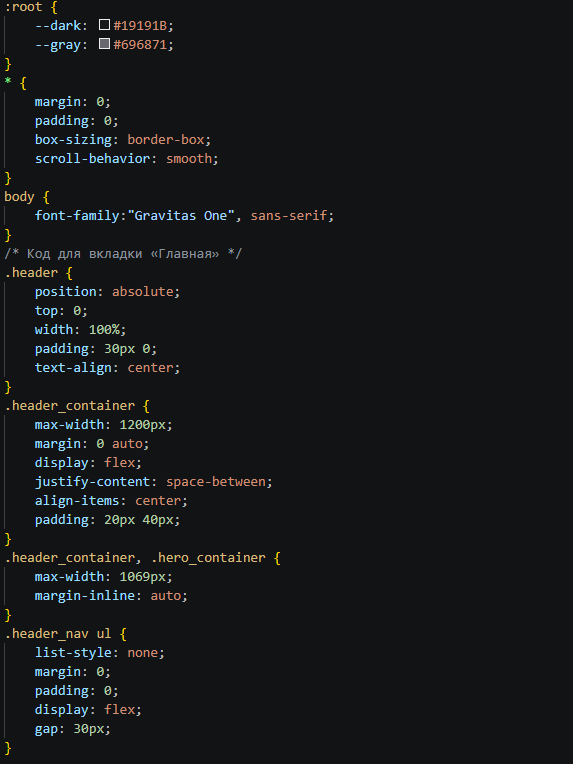 :root {
    --dark: #19191B;
    --gray: #696871;
}
* {
    margin: 0;
    padding: 0;
    box-sizing: border-box;
    scroll-behavior: smooth;
}
body {
    font-family:"Gravitas One", sans-serif;
}
/* Код для вкладки «Главная» */
.header {
    position: absolute;
    top: 0;
    width: 100%;
    padding: 30px 0;
    text-align: center;
}
.header_container {
    max-width: 1200px;
    margin: 0 auto;
    display: flex;
    justify-content: space-between;
    align-items: center;
    padding: 20px 40px;
}
.header_container, .hero_container {
    max-width: 1069px;
    margin-inline: auto;
}
.header_nav ul {
    list-style: none;
    margin: 0;
    padding: 0;
    display: flex;
    gap: 30px;
}